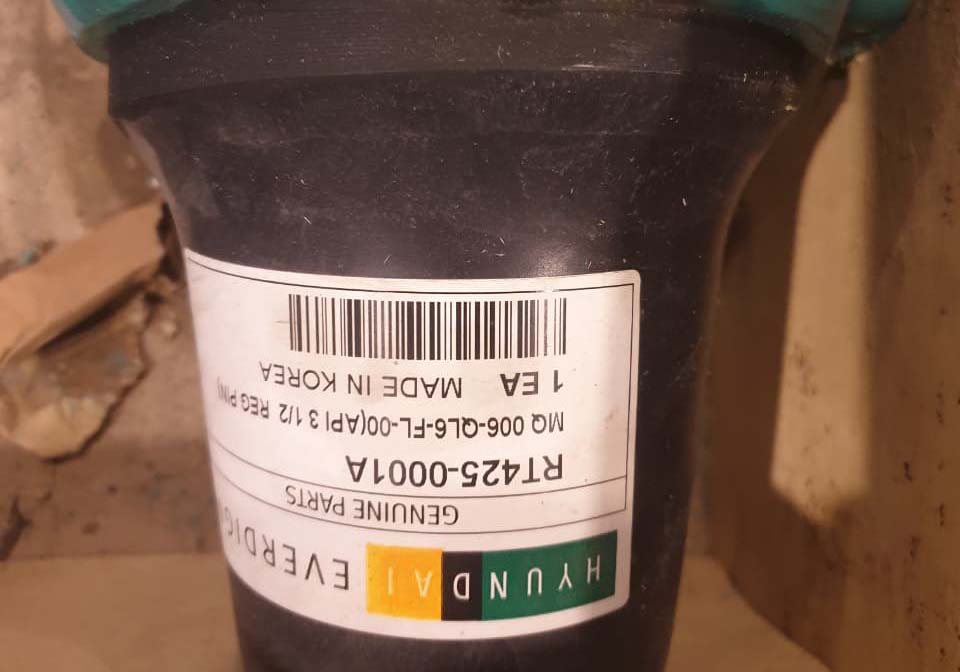 HYUNDAI EVERDIG
GENUINE PARTS
RT425-0001A
MQ 006-QL6-FL-00(API 3 1/2 REG PIN)
1 EA MADE IN KOREA